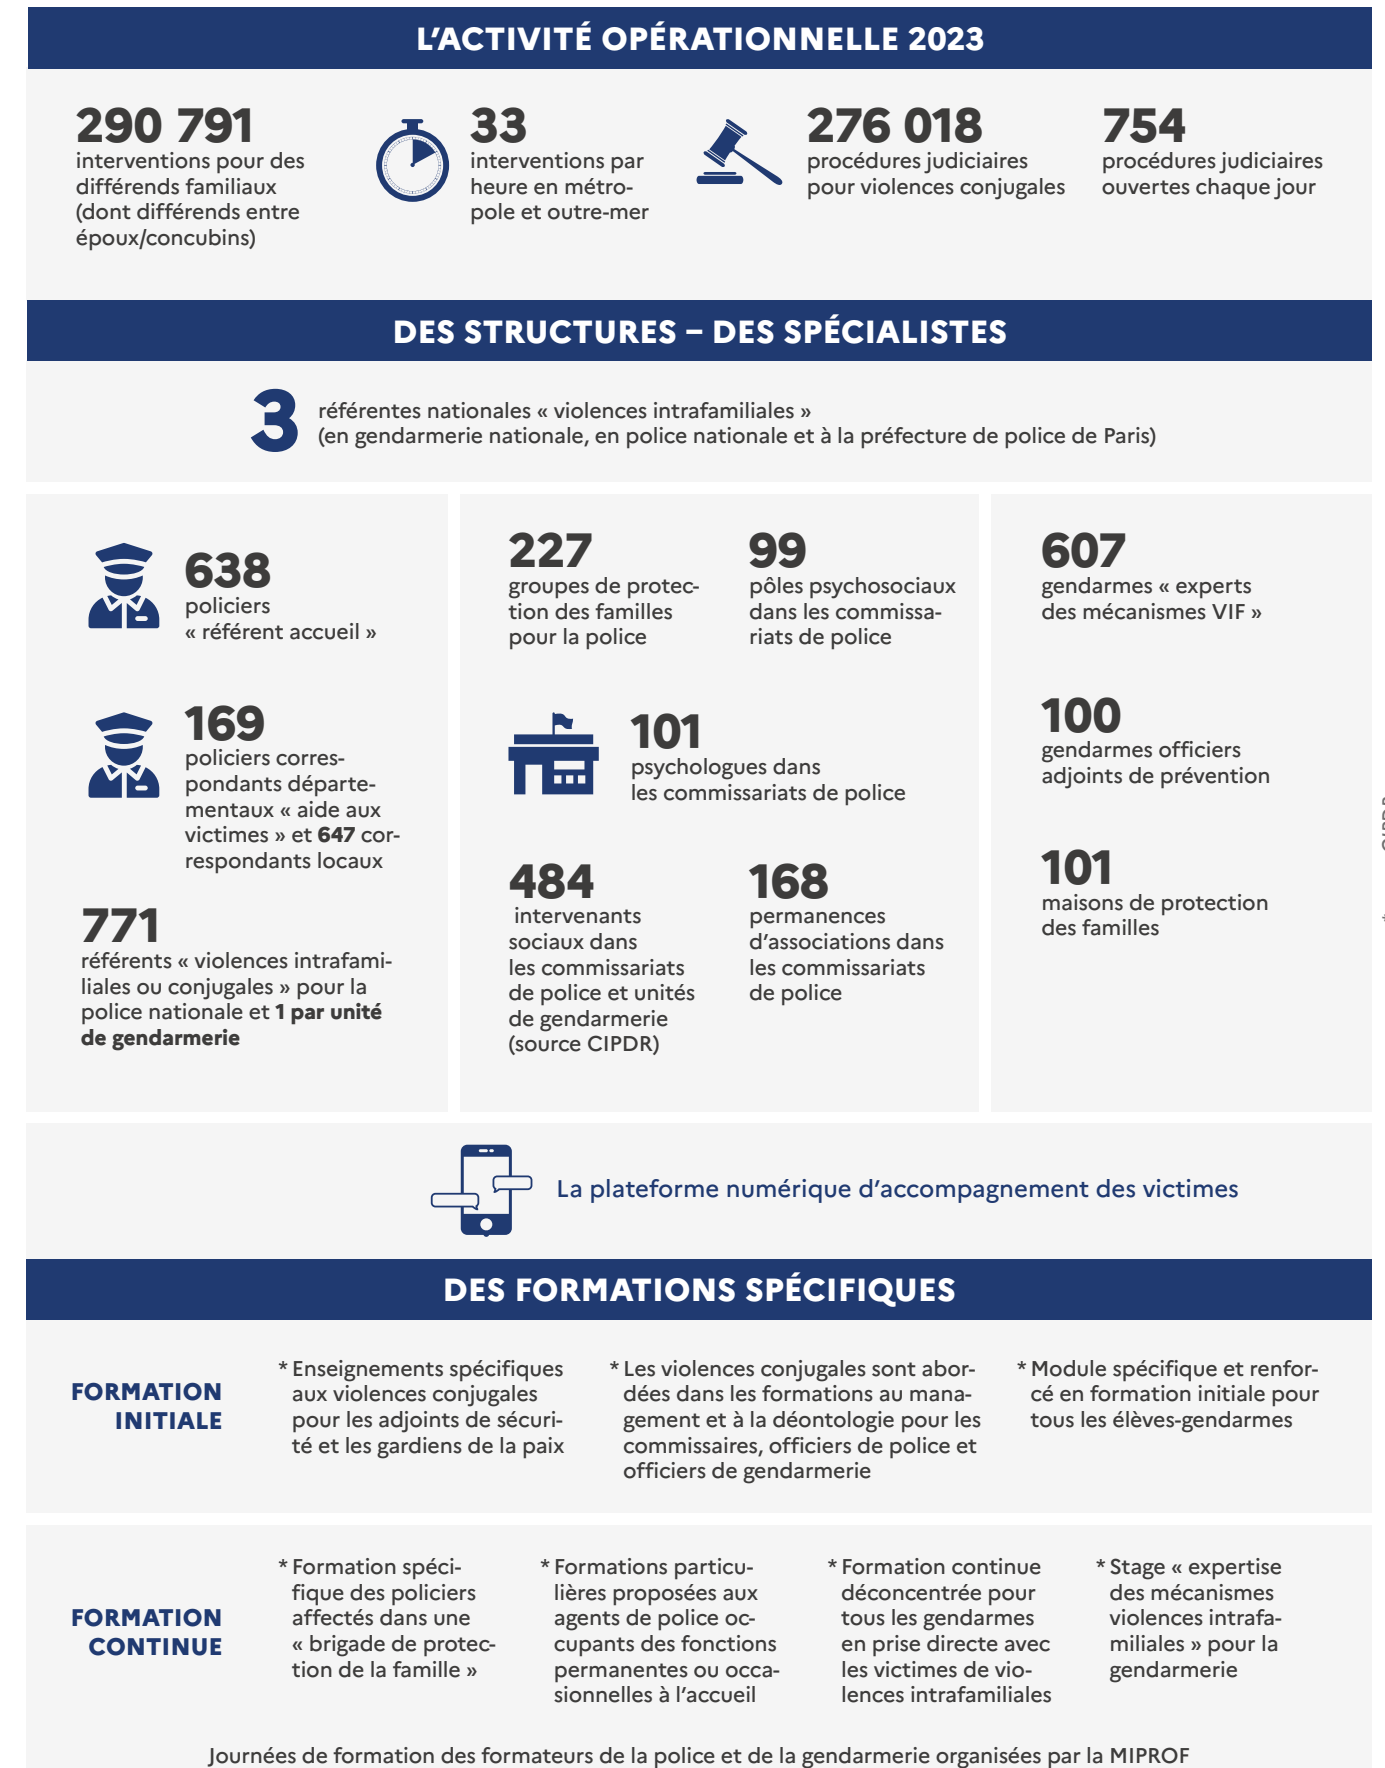 L'ACTIVITÉ OPÉRATIONNELLE 2023
290 791
interventions pour des
différends familiaux
(dont différends entre
époux/concubins)
33
interventions par
heure en métro-
pole et outre-mer
276 018
procédures judiciaires
pour violences conjugales
754
procédures judiciaires
ouvertes chaque jour
DES STRUCTURES – DES SPÉCIALISTES
3
référentes nationales « violences intrafamiliales »
(en gendarmerie nationale, en police nationale et à la préfecture de police de Paris)
638
policiers
« référent accueil »
169
policiers corres-
pondants départe-
mentaux « aide aux
victimes » et 647 cor-
respondants locaux
771
référents « violences intrafami-
liales ou conjugales » pour la
police nationale et 1 par unité
de gendarmerie
227
groupes de protec-
tion des familles
pour la police
99
pôles psychosociaux
dans les commissa-
riats de police
101
psychologues dans
les commissariats de police
484
intervenants
sociaux dans
les commissariats
de police et unités
de gendarmerie
(source CIPDR)
168
permanences
d'associations dans
les commissariats
de police
607
gendarmes « experts
des mécanismes VIF »
100
gendarmes officiers
adjoints de prévention
101
maisons de protection
des familles
La plateforme numérique d'accompagnement des victimes
DES FORMATIONS SPÉCIFIQUES
FORMATION
INITIALE
* Enseignements spécifiques
aux violences conjugales
pour les adjoints de sécuri-
té et les gardiens de la paix
* Les violences conjugales sont abor-
dées dans les formations au mana-
gement et à la déontologie pour les
commissaires, officiers de police et
officiers de gendarmerie
* Module spécifique et renfor-
cé en formation initiale pour
tous les élèves-gendarmes
FORMATION
CONTINUE
* Formation spéci-
fique des policiers
affectés dans une
« brigade de protec-
tion de la famille »
* Formations particu-
lières proposées aux
agents de police oc-
cupants des fonctions
permanentes ou occa-
sionnelles à l'accueil
* Formation continue
déconcentrée pour
tous les gendarmes
en prise directe avec
les victimes de vio-
lences intrafamiliales
* Stage « expertise
des mécanismes
violences intrafa-
miliales » pour la
gendarmerie
Journées de formation des formateurs de la police et de la gendarmerie organisées par la MIPROF